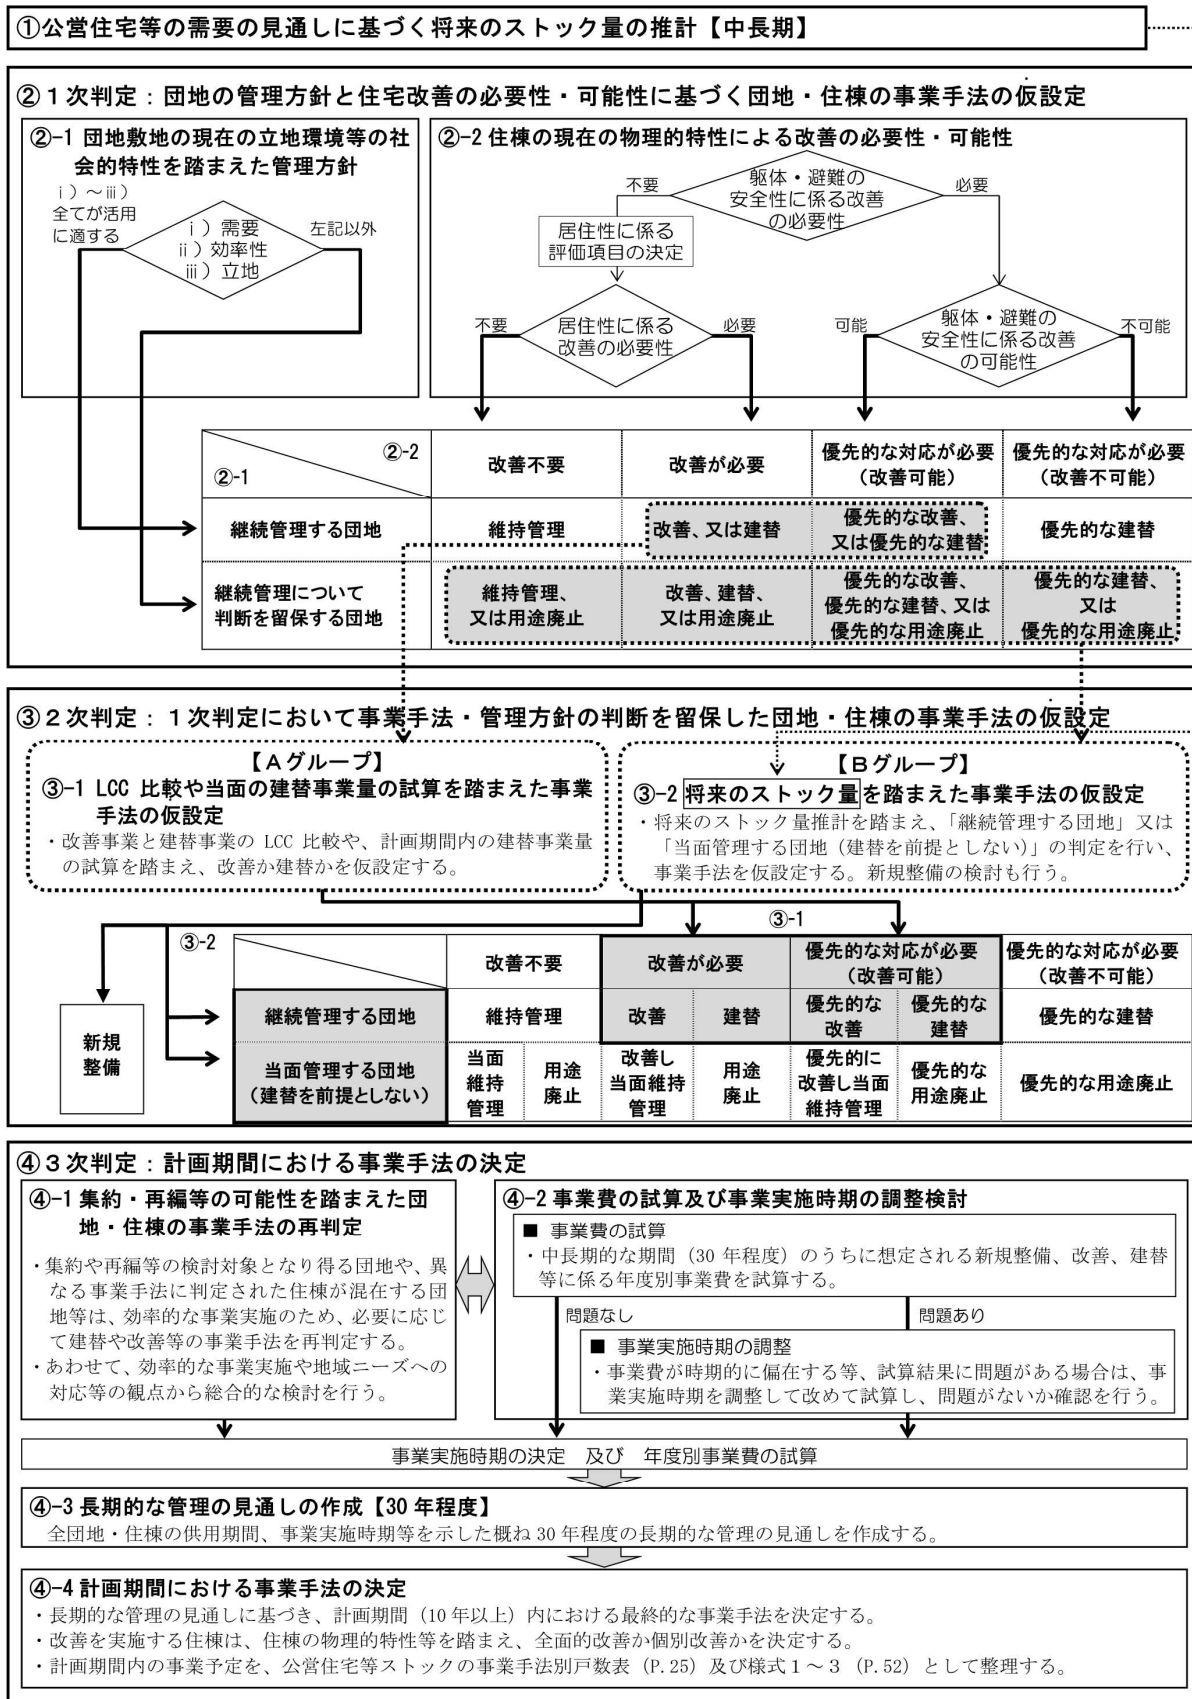 ①公営住宅等の需要の見通しに基づく将来のストック量の推計【中長期】
②１次判定：団地の管理方針と住宅改善の必要性・可能性に基づく団地・住棟の事業手法の仮設定
②-1 団地敷地の現在の立地環境等の社
会的特性を踏まえた管理方針
ⅰ）～ⅲ）
全てが活用
に適する
ⅰ）需要
ⅱ）効率性
ⅲ）立地
左記以外
②-2 住棟の現在の物理的特性による改善の必要性・可能性
不要
躯体・避難の
安全性に係る改善
の必要性
必要
居住性に係る
評価項目の決定
不要
居住性に係る
改善の必要性
必要
可能
躯体・避難の
安全性に係る改善
の可能性
不可能
②-2
②-1
改善不要
改善が必要
優先的な対応が必要
（改善可能）
優先的な対応が必要
（改善不可能）
継続管理する団地
維持管理
改善、又は建替
優先的な改善、
又は優先的な建替
優先的な建替
継続管理について
判断を留保する団地
維持管理、
又は用途廃止
改善、建替、
又は用途廃止
優先的な改善、
優先的な建替、又は
優先的な用途廃止
優先的な建替、
又は
優先的な用途廃止
③２次判定：１次判定において事業手法・管理方針の判断を留保した団地・住棟の事業手法の仮設定
【Aグループ】
③-1 LCC 比較や当面の建替事業量の試算を踏まえた事業
手法の仮設定
・改善事業と建替事業の LCC 比較や、計画期間内の建替事業量
の試算を踏まえ、改善か建替かを仮設定する。
【Bグループ】
③-2 将来のストック量を踏まえた事業手法の仮設定
・将来のストック量推計を踏まえ、「継続管理する団地」又は
「当面管理する団地（建替を前提としない）」の判定を行い、
事業手法を仮設定する。新規整備の検討も行う。
③-1
③-2
改善不要
改善が必要
優先的な対応が必要
（改善可能）
優先的な対応が必要
（改善不可能）
新規
整備
継続管理する団地
維持管理
改善
建替
優先的な
改善
優先的な
建替
優先的な建替
当面管理する団地
（建替を前提としない）
当面
維持
管理
用途
廃止
改善し
当面維持
管理
用途
廃止
優先的に
改善し当面
維持管理
優先的な
用途廃止
優先的な用途廃止
④３次判定：計画期間における事業手法の決定
④-1 集約・再編等の可能性を踏まえた団
地・住棟の事業手法の再判定
・集約や再編等の検討対象となり得る団地や、異
なる事業手法に判定された住棟が混在する団
地等は、効率的な事業実施のため、必要に応じ
て建替や改善等の事業手法を再判定する。
・あわせて、効率的な事業実施や地域ニーズへの
対応等の観点から総合的な検討を行う。
④-2 事業費の試算及び事業実施時期の調整検討
■ 事業費の試算
・中長期的な期間（30 年程度）のうちに想定される新規整備、改善、建替
等に係る年度別事業費を試算する。
問題なし
問題あり
■ 事業実施時期の調整
・事業費が時期的に偏在する等、試算結果に問題がある場合は、事
業実施時期を調整して改めて試算し、問題がないか確認を行う。
事業実施時期の決定　及び　年度別事業費の試算
④-3 長期的な管理の見通しの作成【30 年程度】
全団地・住棟の供用期間、事業実施時期等を示した概ね 30 年程度の長期的な管理の見通しを作成する。
④-4 計画期間における事業手法の決定
・長期的な管理の見通しに基づき、計画期間（10 年以上）内における最終的な事業手法を決定する。
・改善を実施する住棟は、住棟の物理的特性等を踏まえ、全面的改善か個別改善かを決定する。
・計画期間内の事業予定を、公営住宅等ストックの事業手法別戸数表（P.25）及び様式１～３（P.52）として整理する。